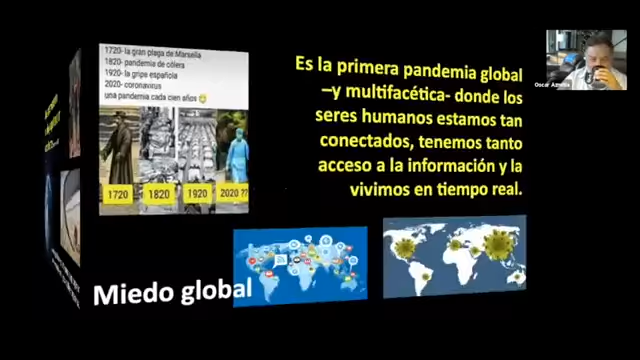 1720-la gran plaga de Marsella
1820- pandemia de cólera
1920-la gripe española
2020- coronavirus
una pandemia cada cien años
1720
1820
1920
2020 ??
Es la primera pandemia global
–y multifacética- donde los
seres humanos estamos tan
conectados, tenemos tanto
acceso a la información y la
vivimos en tiempo real.
Miedo global
Oscar